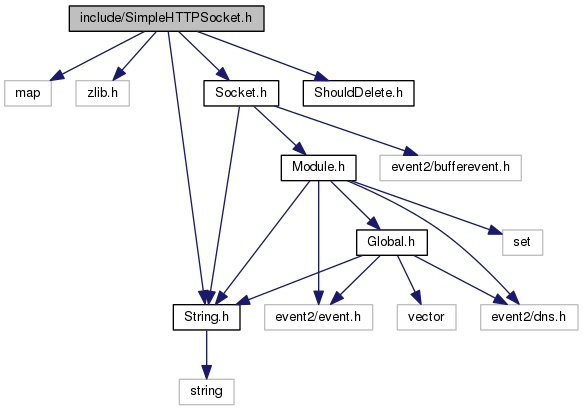 include/SimpleHTTPSocket.h
map
zlib.h
Socket.h
ShouldDelete.h
Module.h
event2/bufferevent.h
Global.h
set
String.h
event2/event.h
vector
event2/dns.h
string